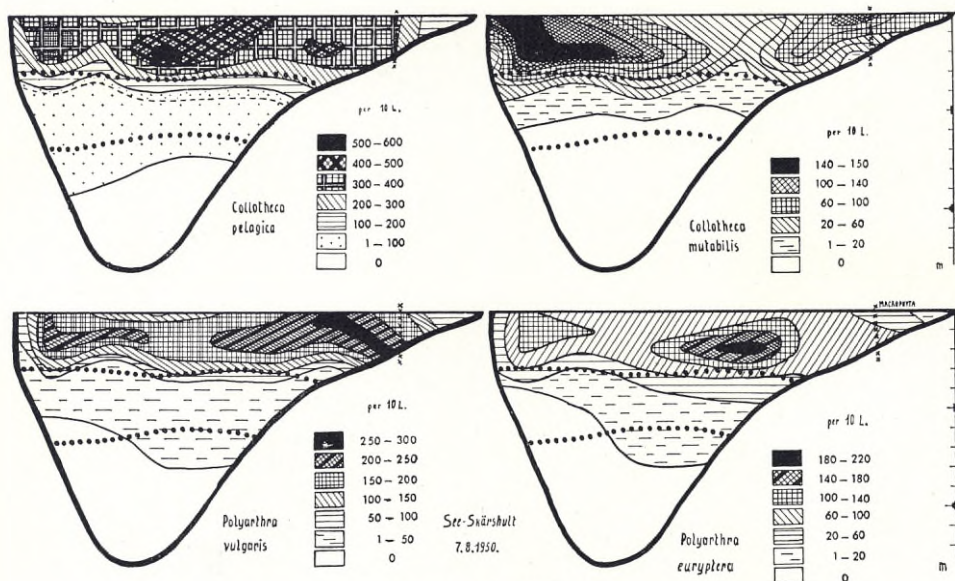 per 10 L.
500 – 600
400 – 500
300 – 400
200 – 300
100 – 200
1 – 100
0
Collotheca
pelagica
per 10 L.
140 – 150
100 – 140
60 – 100
20 – 60
1 – 20
0
Collotheca
mutabilis
m
per 10 L.
250 – 300
200 – 250
150 – 200
100 – 150
50 – 100
1 – 50
0
Polyarthra
vulgaris
See-Skärshult
7.8.1950.
MACROPHYTA
per 10 L.
180 – 220
140 – 180
100 – 140
60 – 100
20 – 60
1 – 20
0
Polyarthra
euryptera
m